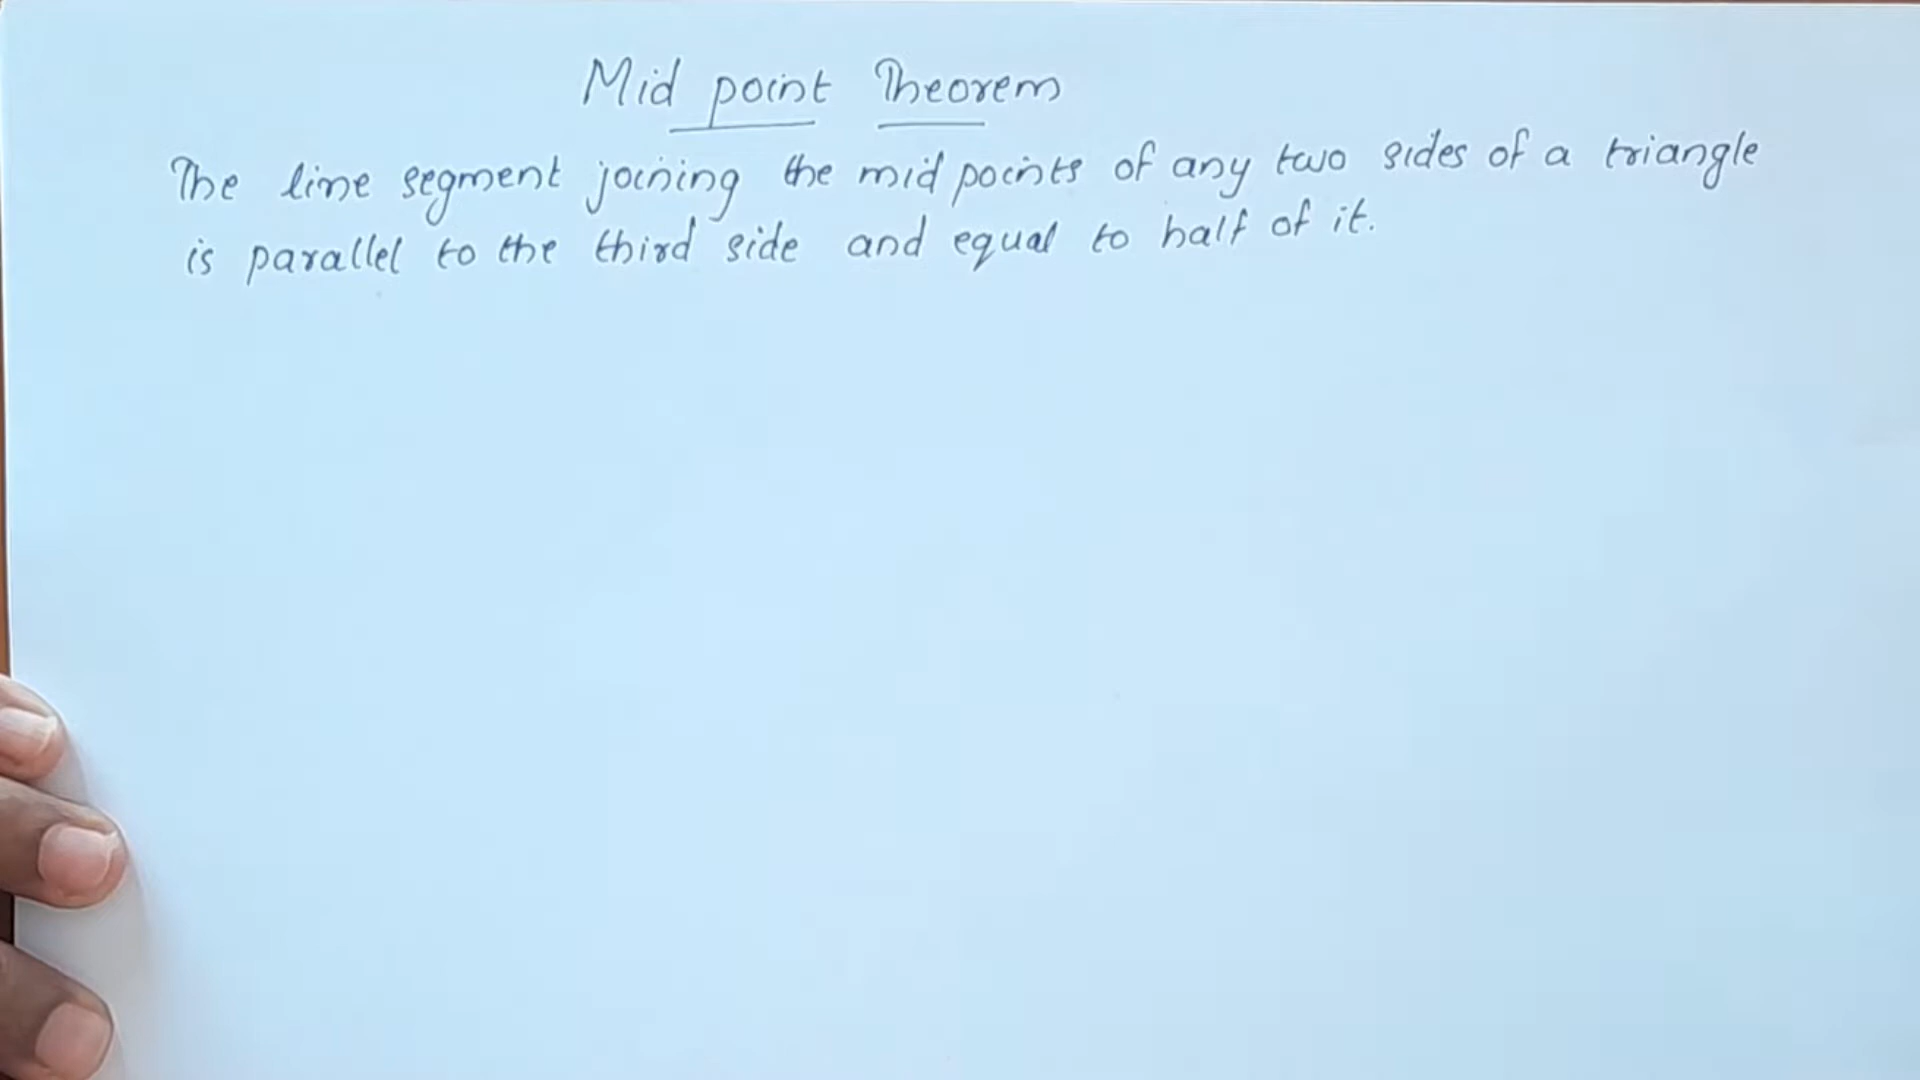 Mid point Theorem
The line segment joining the mid points of any two sides of a triangle
is parallel to the third side and equal to half of it.